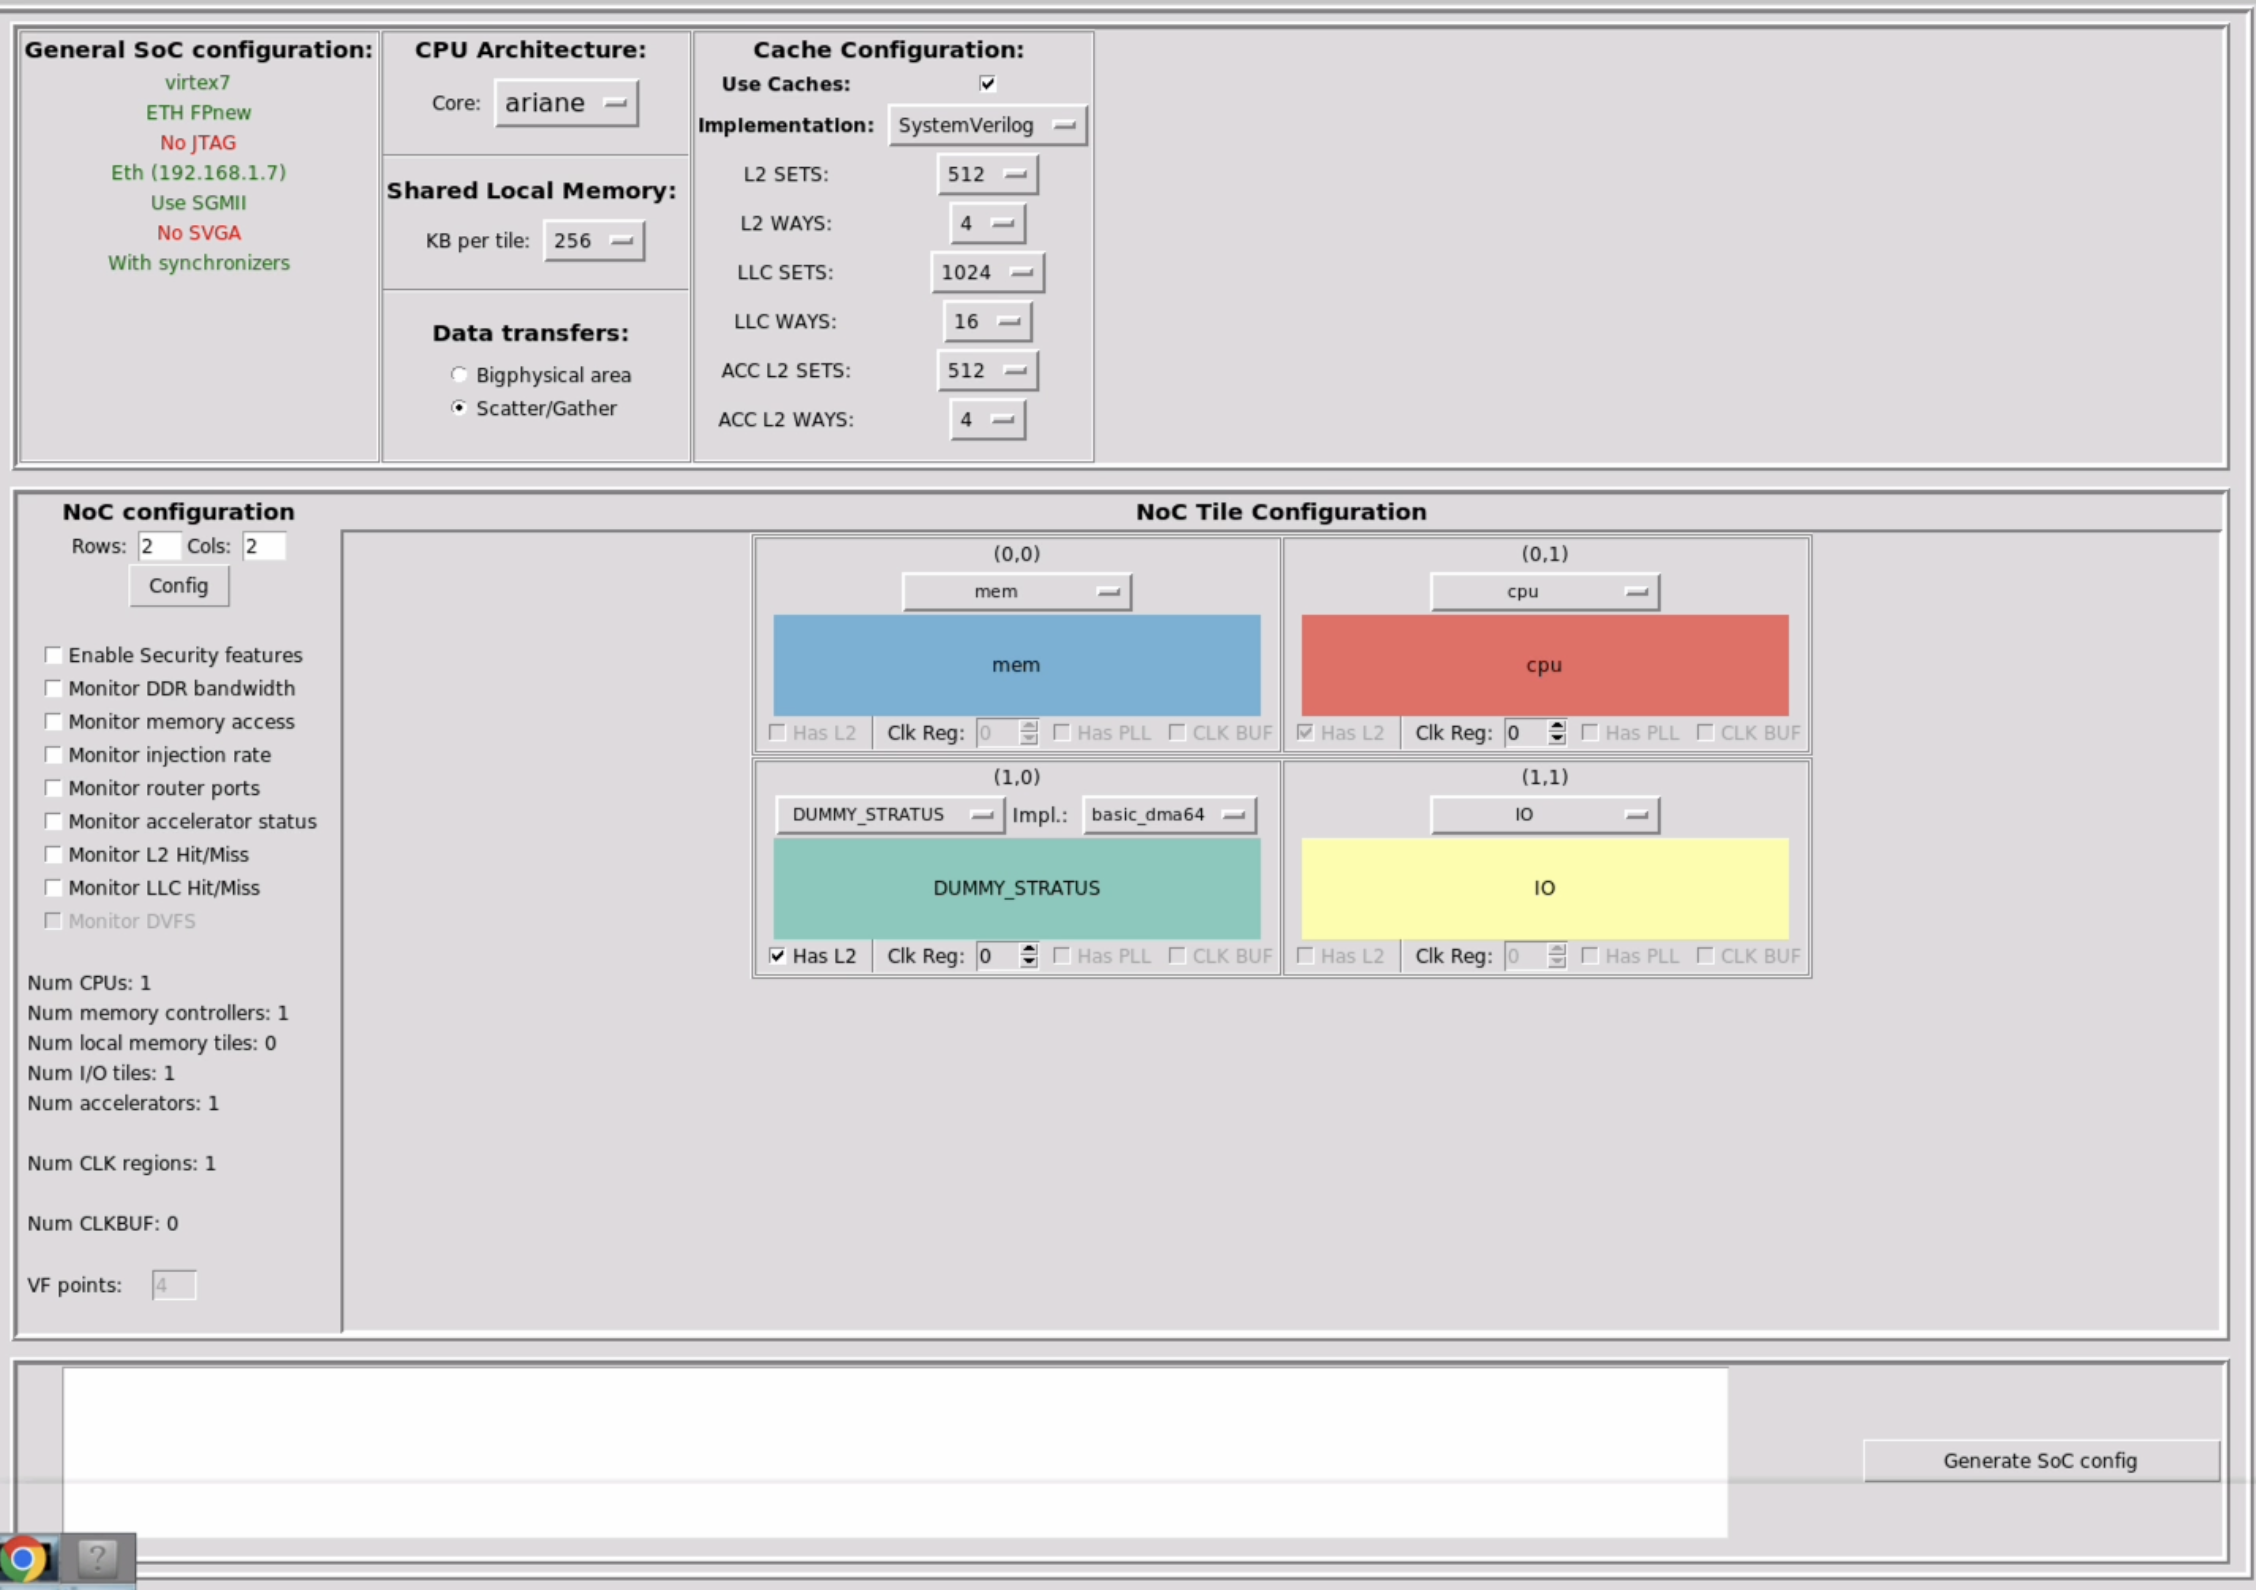 General SoC configuration:
virtex7
ETH FPnew
No JTAG
Eth (192.168.1.7)
Use SGMII
No SVGA
With synchronizers
CPU Architecture:
Core: ariane
Shared Local Memory:
KB per tile: 256
Data transfers:
Bigphysical area
Scatter/Gather
Cache Configuration:
Use Caches:
Implementation: SystemVerilog
L2 SETS: 512
L2 WAYS: 4
LLC SETS: 1024
LLC WAYS: 16
ACC L2 SETS: 512
ACC L2 WAYS: 4
NoC configuration
Rows: 2 Cols: 2
Config
Enable Security features
Monitor DDR bandwidth
Monitor memory access
Monitor injection rate
Monitor router ports
Monitor accelerator status
Monitor L2 Hit/Miss
Monitor LLC Hit/Miss
Monitor DVFS
Num CPUs: 1
Num memory controllers: 1
Num local memory tiles: 0
Num I/O tiles: 1
Num accelerators: 1
Num CLK regions: 1
Num CLKBUF: 0
VF points: 4
NoC Tile Configuration
(0,0)
mem
mem
Has L2 Clk Reg: 0 Has PLL CLK BUF
(0,1)
cpu
cpu
Has L2 Clk Reg: 0 Has PLL CLK BUF
(1,0)
DUMMY_STRATUS Impl.: basic_dma64
DUMMY_STRATUS
Has L2 Clk Reg: 0 Has PLL CLK BUF
(1,1)
IO
IO
Has L2 Clk Reg: 0 Has PLL CLK BUF
Generate SoC config
?